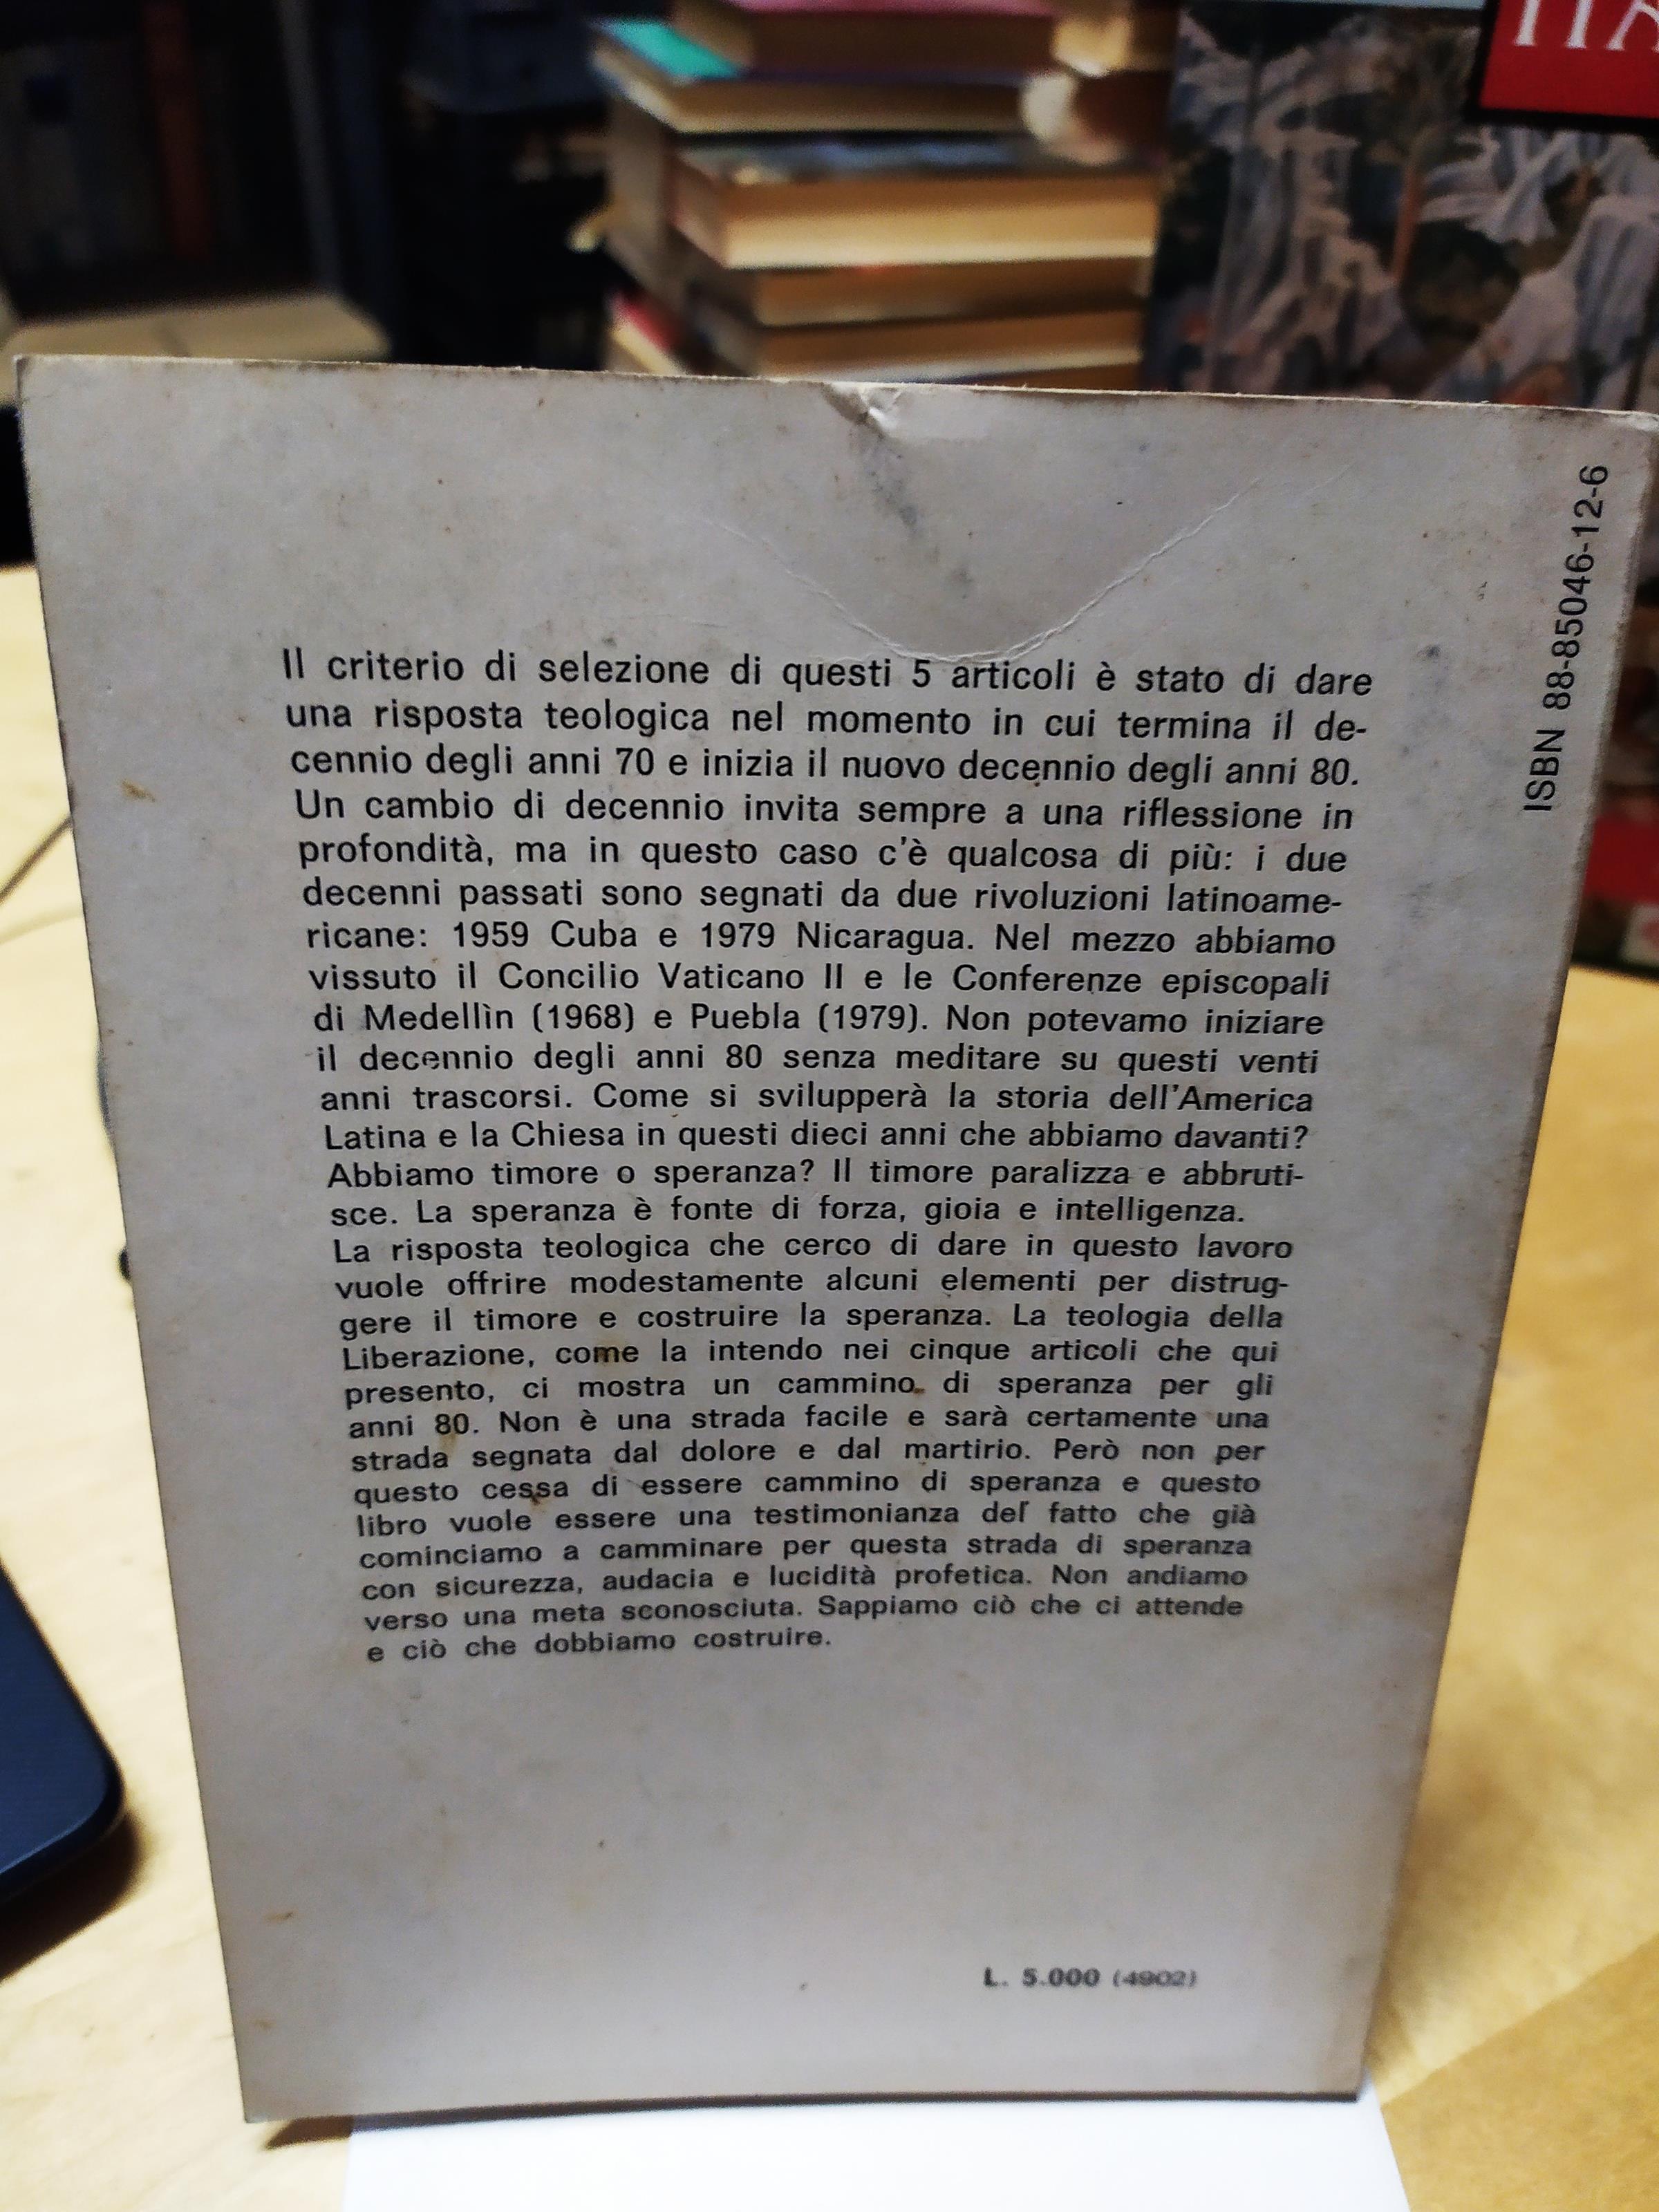 ITA
ISBN 88-85046-12-6
Il criterio di selezione di questi 5 articoli è stato di dare
una risposta teologica nel momento in cui termina il de-
cennio degli anni 70 e inizia il nuovo decennio degli anni 80.
Un cambio di decennio invita sempre a una riflessione in
profondità, ma in questo caso c'è qualcosa di più: i due
decenni passati sono segnati da due rivoluzioni latinoame-
ricane: 1959 Cuba e 1979 Nicaragua. Nel mezzo abbiamo
vissuto il Concilio Vaticano II e le Conferenze episcopali
di Medellìn (1968) e Puebla (1979). Non potevamo iniziare
il decennio degli anni 80 senza meditare su questi venti
anni trascorsi. Come si svilupperà la storia dell'America
Latina e la Chiesa in questi dieci anni che abbiamo davanti?
Abbiamo timore o speranza? Il timore paralizza e abbruti-
sce. La speranza è fonte di forza, gioia e intelligenza.
La risposta teologica che cerco di dare in questo lavoro
vuole offrire modestamente alcuni elementi per distrug-
gere il timore e costruire la speranza. La teologia della
Liberazione, come la intendo nei cinque articoli che qui
presento, ci mostra un cammino di speranza per gli
anni 80. Non è una strada facile e sarà certamente una
strada segnata dal dolore e dal martirio. Però non per
questo cessa di essere cammino di speranza e questo
libro vuole essere una testimonianza del fatto che già
cominciamo a camminare per questa strada di speranza
con sicurezza, audacia e lucidità profetica. Non andiamo
verso una meta sconosciuta. Sappiamo ciò che ci attende
e ciò che dobbiamo costruire.
L. 5.000 (4902)